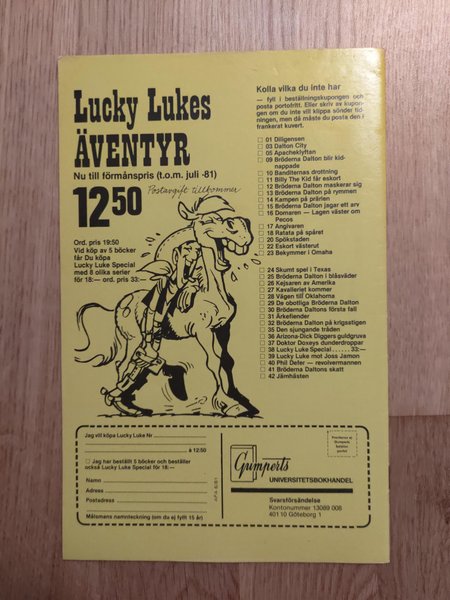 Lucky Lukes
ÄVENTYR
Nu till förmånspris (t.o.m. juli -81)
12 50
Postavgift tillkommer
Ord. pris 19:50
Vid köp av 5 böcker
får Du köpa
Lucky Luke Special
med 8 olika serier
för 18:— ord. pris 33:—
Kolla vilka du inte har
— fyll i beställningskupongen och
posta portofritt. Eller skriv av kupon-
gen om du inte vill klippa sönder tid-
ningen, men då måste du posta den i
frankerat kuvert.
01 Diligensen
03 Dalton City
05 Apacheklyftan
09 Bröderna Dalton blir kid-
nappade
10 Banditernas drottning
11 Billy The Kid får eskort
12 Bröderna Dalton maskerar sig
13 Bröderna Dalton på rymmen
14 Kampen på prärien
15 Bröderna Dalton jagar ett arv
16 Domaren — Lagen väster om
Pecos
17 Angivaren
18 Ratata på spåret
20 Spökstaden
22 Eskort västerut
23 Bekymmer i Omaha
24 Skumt spel i Texas
25 Bröderna Dalton i blåsväder
26 Kejsaren av Amerika
27 Kavalleriet kommer
28 Vägen till Oklahoma
29 De obotliga Bröderna Dalton
30 Bröderna Daltons första fall
31 Ärkefiender
32 Bröderna Dalton på krigsstigen
35 Den sjungande tråden
36 Arizona-Dick Diggers guldgruva
37 Doktor Doxeys dunderdroppar
38 Lucky Luke Special......33:—
39 Lucky Luke mot Joss Jamon
40 Phil Defer — revolvermannen
41 Bröderna Daltons skatt
42 Järnhästen
Jag vill köpa Lucky Luke Nr
à 12:50
Jag har beställt 5 böcker och beställer
också Lucky Luke Special för 18:—
Namn
Adress
Postadress
Målsmans namnteckning (om du ej fyllt 15 år)
Frankeras ej
Gumperts
betalar
portot
Gumperts
UNIVERSITETSBOKHANDEL
Svarsförsändelse
Kontonummer 13089 008
401 10 Göteborg 1